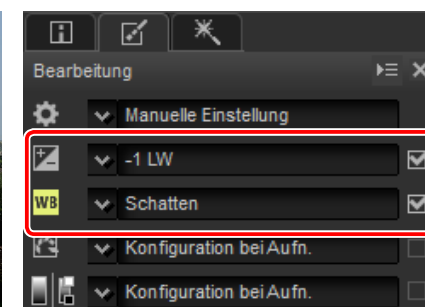 Bearbeitung
Manuelle Einstellung
-1 LW
WB Schatten
Konfiguration bei Aufn.
Konfiguration bei Aufn.